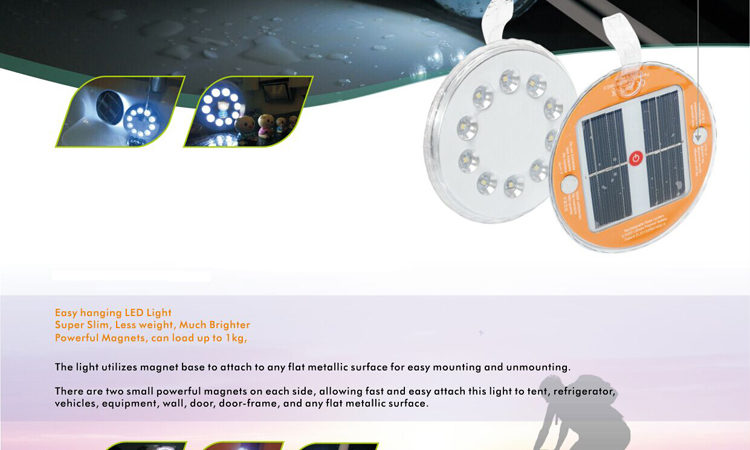 Easy hanging LED Light
Super Slim, Less weight, Much Brighter
Powerful Magnets, can load up to 1kg,
The light utilizes magnet base to attach to any flat metallic surface for easy mounting and unmounting.
There are two small powerful magnets on each side, allowing fast and easy attach this light to tent, refrigerator,
vehicles, equipment, wall, door, door-frame, and any flat metallic surface.